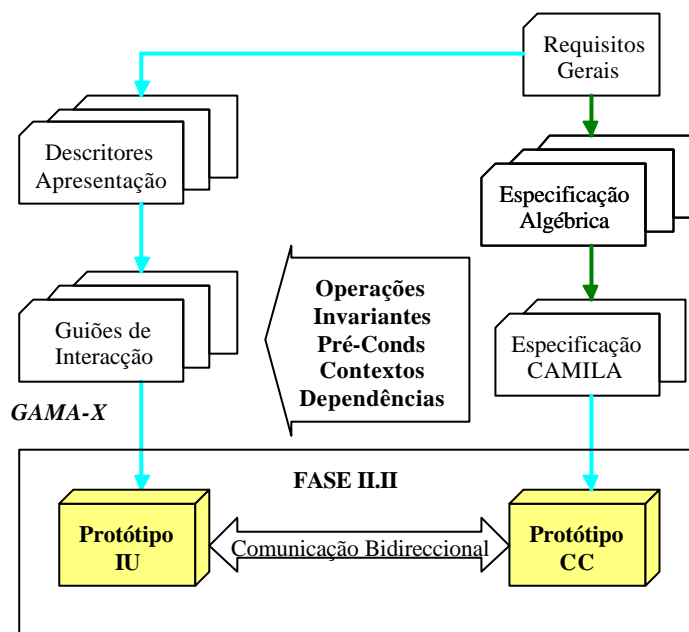 Requisitos
Gerais
Descritores
Apresentação
Especificação
Algébrica
Operações
Invariantes
Pré-Conds
Contextos
Dependências
Guiões de
Interacção
Especificação
CAMILA
GAMA-X
FASE II.II
Protótipo
IU
Comunicação Bidireccional
Protótipo
CC